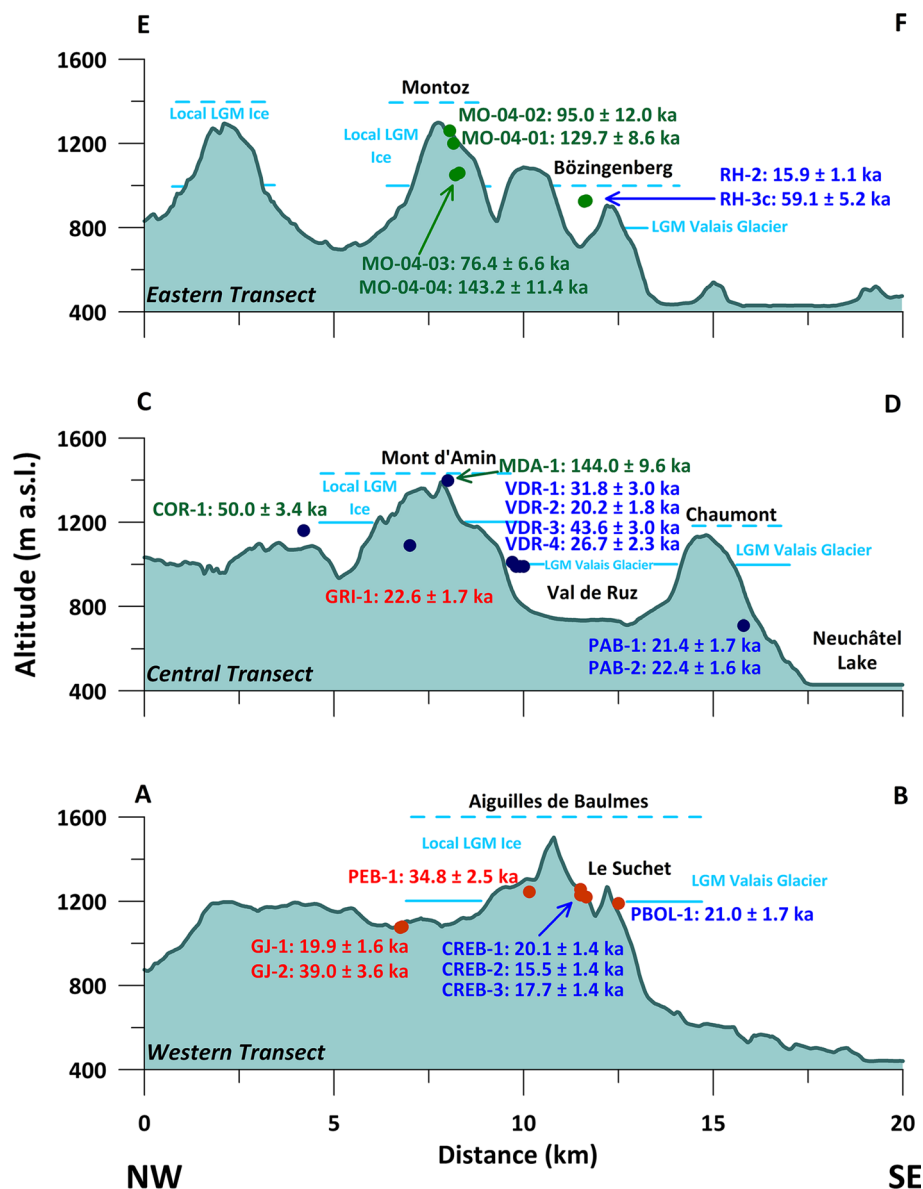 E
F
1600
1200
800
400
Montoz
Local LGM Ice
MO-04-02: 95.0 ± 12.0 ka
MO-04-01: 129.7 ± 8.6 ka
Local LGM
Ice
Bözingenberg
RH-2: 15.9 ± 1.1 ka
RH-3c: 59.1 ± 5.2 ka
LGM Valais Glacier
MO-04-03: 76.4 ± 6.6 ka
MO-04-04: 143.2 ± 11.4 ka
Eastern Transect
C
D
Altitude (m a.s.l.)
1600
1200
800
400
Mont d'Amin
MDA-1: 144.0 ± 9.6 ka
Local LGM
Ice
VDR-1: 31.8 ± 3.0 ka
VDR-2: 20.2 ± 1.8 ka
VDR-3: 43.6 ± 3.0 ka
VDR-4: 26.7 ± 2.3 ka
COR-1: 50.0 ± 3.4 ka
Chaumont
LGM Valais Glacier
LGM Valais Glacier
GRI-1: 22.6 ± 1.7 ka
Val de Ruz
PAB-1: 21.4 ± 1.7 ka
PAB-2: 22.4 ± 1.6 ka
Neuchâtel
Lake
Central Transect
A
B
1600
1200
800
400
Aiguilles de Baulmes
Local LGM Ice
Le Suchet
PEB-1: 34.8 ± 2.5 ka
LGM Valais Glacier
PBOL-1: 21.0 ± 1.7 ka
GJ-1: 19.9 ± 1.6 ka
GJ-2: 39.0 ± 3.6 ka
CREB-1: 20.1 ± 1.4 ka
CREB-2: 15.5 ± 1.4 ka
CREB-3: 17.7 ± 1.4 ka
Western Transect
0
5
10
15
20
Distance (km)
NW
SE